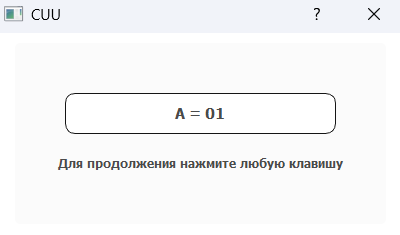 CUU
?
A = 01
Для продолжения нажмите любую клавишу